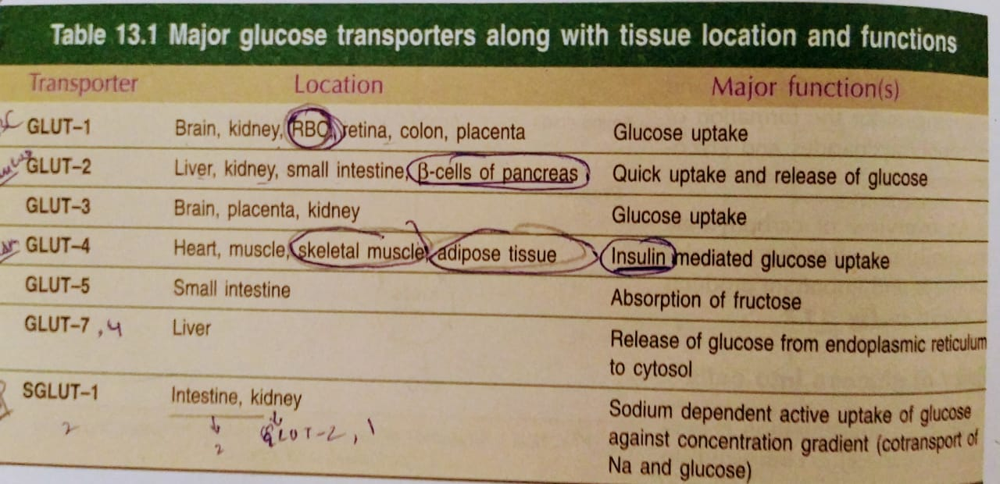 Table 13.1 Major glucose transporters along with tissue location and functions
Transporter Location Major function(s)
GLUT–1 Brain, kidney, RBC, retina, colon, placenta Glucose uptake
GLUT–2 Liver, kidney, small intestine, β-cells of pancreas Quick uptake and release of glucose
GLUT–3 Brain, placenta, kidney Glucose uptake
GLUT–4 Heart, muscle, skeletal muscle, adipose tissue Insulin mediated glucose uptake
GLUT–5 Small intestine Absorption of fructose
GLUT–7 , 4 Liver Release of glucose from endoplasmic reticulum
to cytosol
SGLUT–1 Intestine, kidney Sodium dependent active uptake of glucose
2 GLUT-2, 1 against concentration gradient (cotransport of
2
Na and glucose)